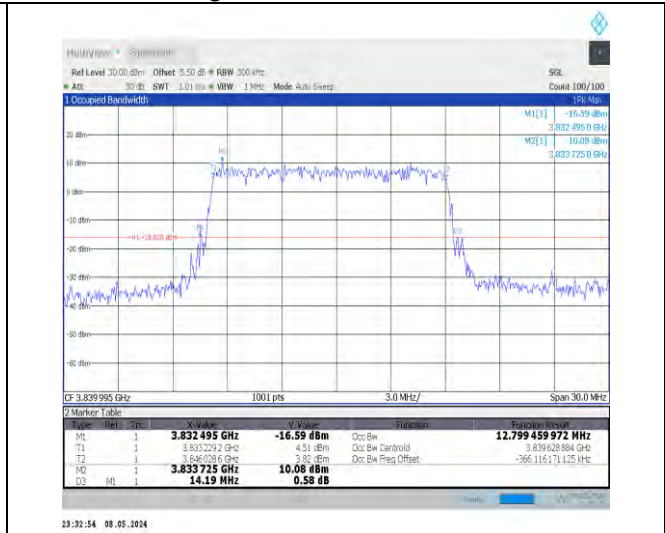 MultiView Spectrum
Ref Level 30.00 dBm Offset 5.50 dB RBW 300 kHz SGL
Att 30 dB SWT 1.01 ms VBW 1 MHz Mode Auto Sweep Count 100/100
1 Occupied Bandwidth 1Pk Max
M1[1] -16.59 dBm
3.832 495 0 GHz
M2[1] 10.09 dBm
3.833 725 0 GHz
20 dBm
10 dBm
0 dBm
-10 dBm
-20 dBm
-30 dBm
-40 dBm
-50 dBm
-60 dBm
CF 3.839 995 GHz 1001 pts 3.0 MHz/ Span 30.0 MHz
2 Marker Table
Type Ref Trc X-Value Y-Value Function Function Result
M1 1 3.832 495 GHz -16.59 dBm Occ Bw 12.799 459 972 MHz
T1 1 3.833 229 2 GHz 4.51 dBm Occ Bw Centroid 3.839 628 884 GHz
T2 1 3.846 028 6 GHz 3.82 dBm Occ Bw Freq Offset -366.116 171 125 kHz
M2 1 3.833 725 GHz 10.08 dBm
D3 M1 1 14.19 MHz 0.58 dB
23:32:54 08.05.2024